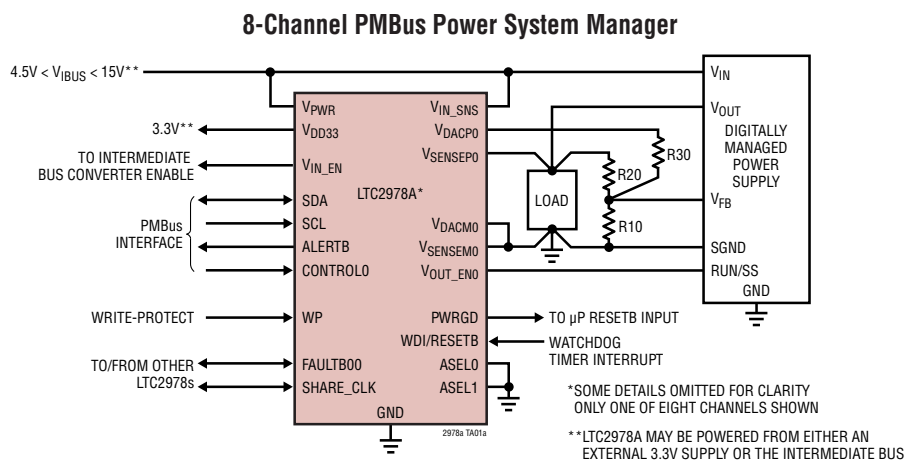 8-Channel PMBus Power System Manager
4.5V < VIBUS < 15V**
3.3V**
TO INTERMEDIATE
BUS CONVERTER ENABLE
PMBus
INTERFACE
WRITE-PROTECT
TO/FROM OTHER
LTC2978s
VPWR
VDD33
VIN_EN
SDA
SCL
ALERTB
CONTROL0
WP
FAULTB00
SHARE_CLK
GND
LTC2978A*
VIN_SNS
VDACP0
VSENSEP0
VDACM0
VSENSEM0
VOUT_EN0
PWRGD
WDI/RESETB
ASEL0
ASEL1
2978a TA01a
LOAD
R20
R30
R10
VIN
VOUT
DIGITALLY
MANAGED
POWER
SUPPLY
VFB
SGND
RUN/SS
GND
TO µP RESETB INPUT
WATCHDOG
TIMER INTERRUPT
*SOME DETAILS OMITTED FOR CLARITY
ONLY ONE OF EIGHT CHANNELS SHOWN
**LTC2978A MAY BE POWERED FROM EITHER AN
EXTERNAL 3.3V SUPPLY OR THE INTERMEDIATE BUS